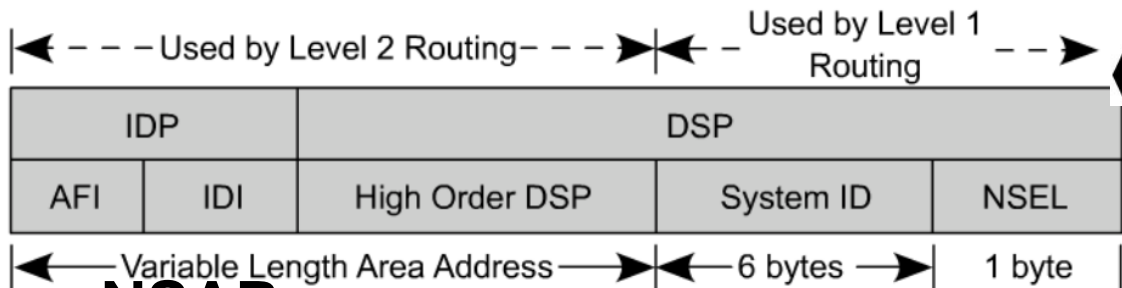 Used by Level 2 Routing
Used by Level 1
Routing
IDP DSP
AFI IDI High Order DSP System ID NSEL
Variable Length Area Address 6 bytes 1 byte
NSAP